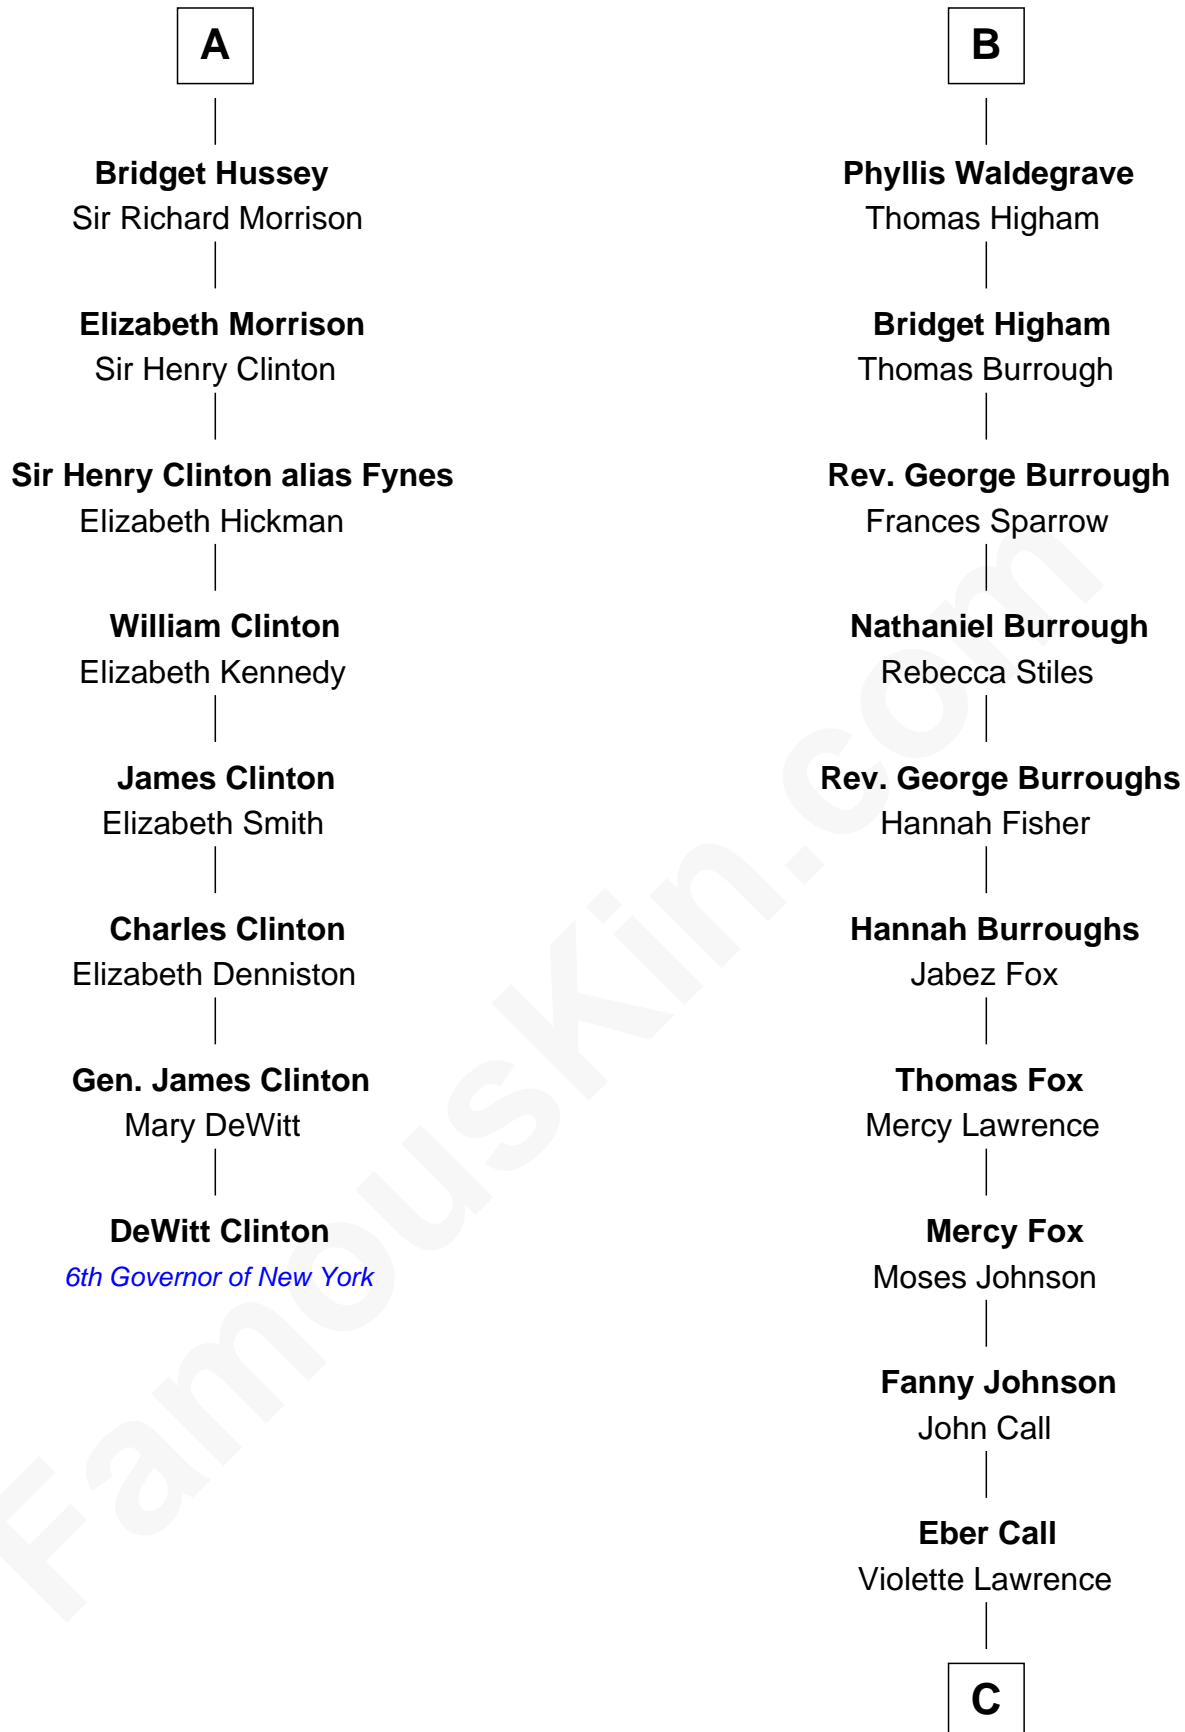 A
Bridget Hussey
Sir Richard Morrison
Elizabeth Morrison
Sir Henry Clinton
Sir Henry Clinton alias Fynes
Elizabeth Hickman
William Clinton
Elizabeth Kennedy
James Clinton
Elizabeth Smith
Charles Clinton
Elizabeth Denniston
Gen. James Clinton
Mary DeWitt
DeWitt Clinton
6th Governor of New York
B
Phyllis Waldegrave
Thomas Higham
Bridget Higham
Thomas Burrough
Rev. George Burrough
Frances Sparrow
Nathaniel Burrough
Rebecca Stiles
Rev. George Burroughs
Hannah Fisher
Hannah Burroughs
Jabez Fox
Thomas Fox
Mercy Lawrence
Mercy Fox
Moses Johnson
Fanny Johnson
John Call
Eber Call
Violette Lawrence
C
FamousKin.com